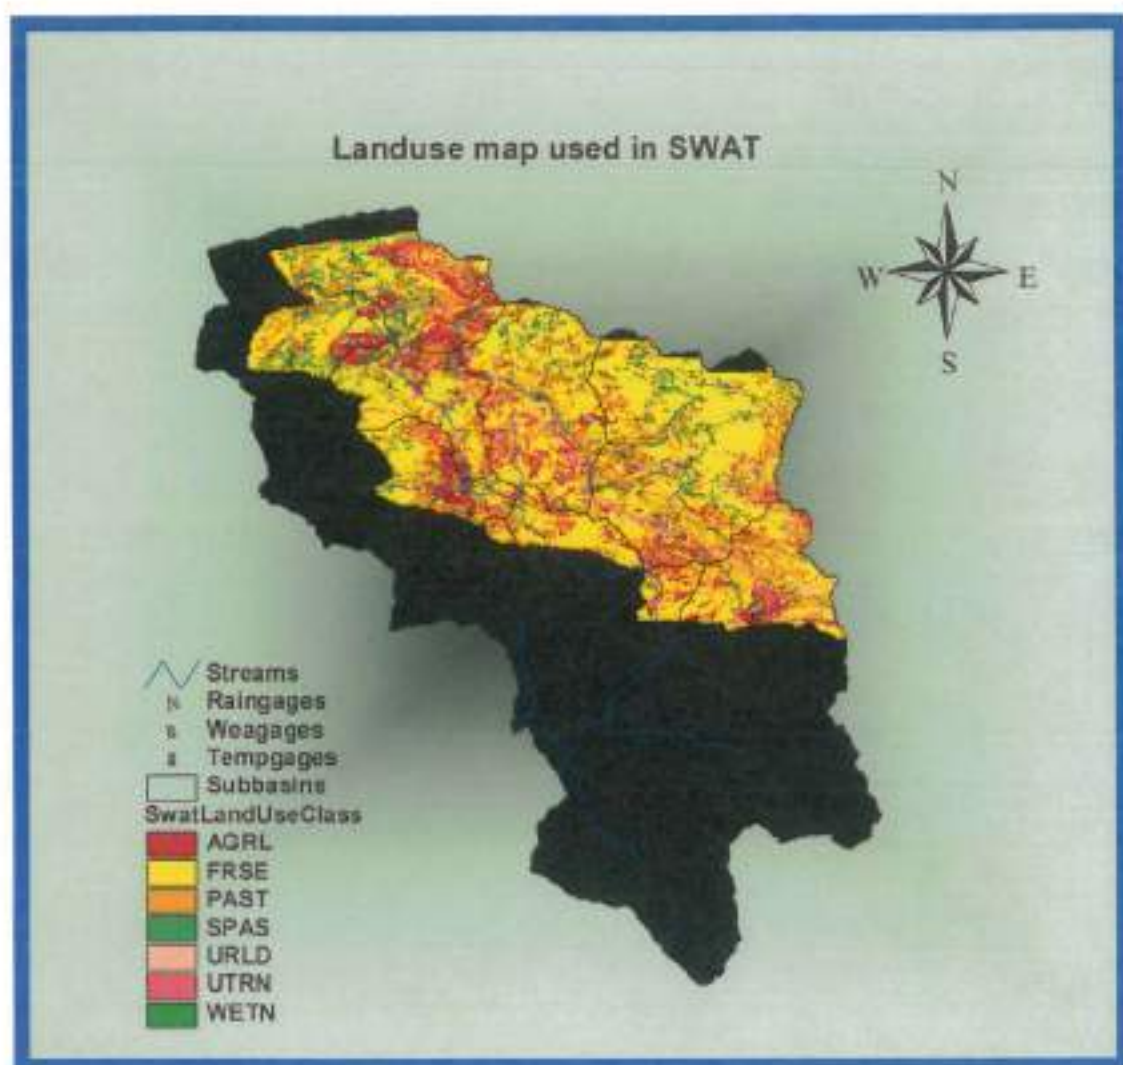 Landuse map used in SWAT
N
W E
S
Streams
Raingages
Weagages
Tempgages
Subbasins
SwatLandUseClass
AGRL
FRSE
PAST
SPAS
URLD
UTRN
WETN